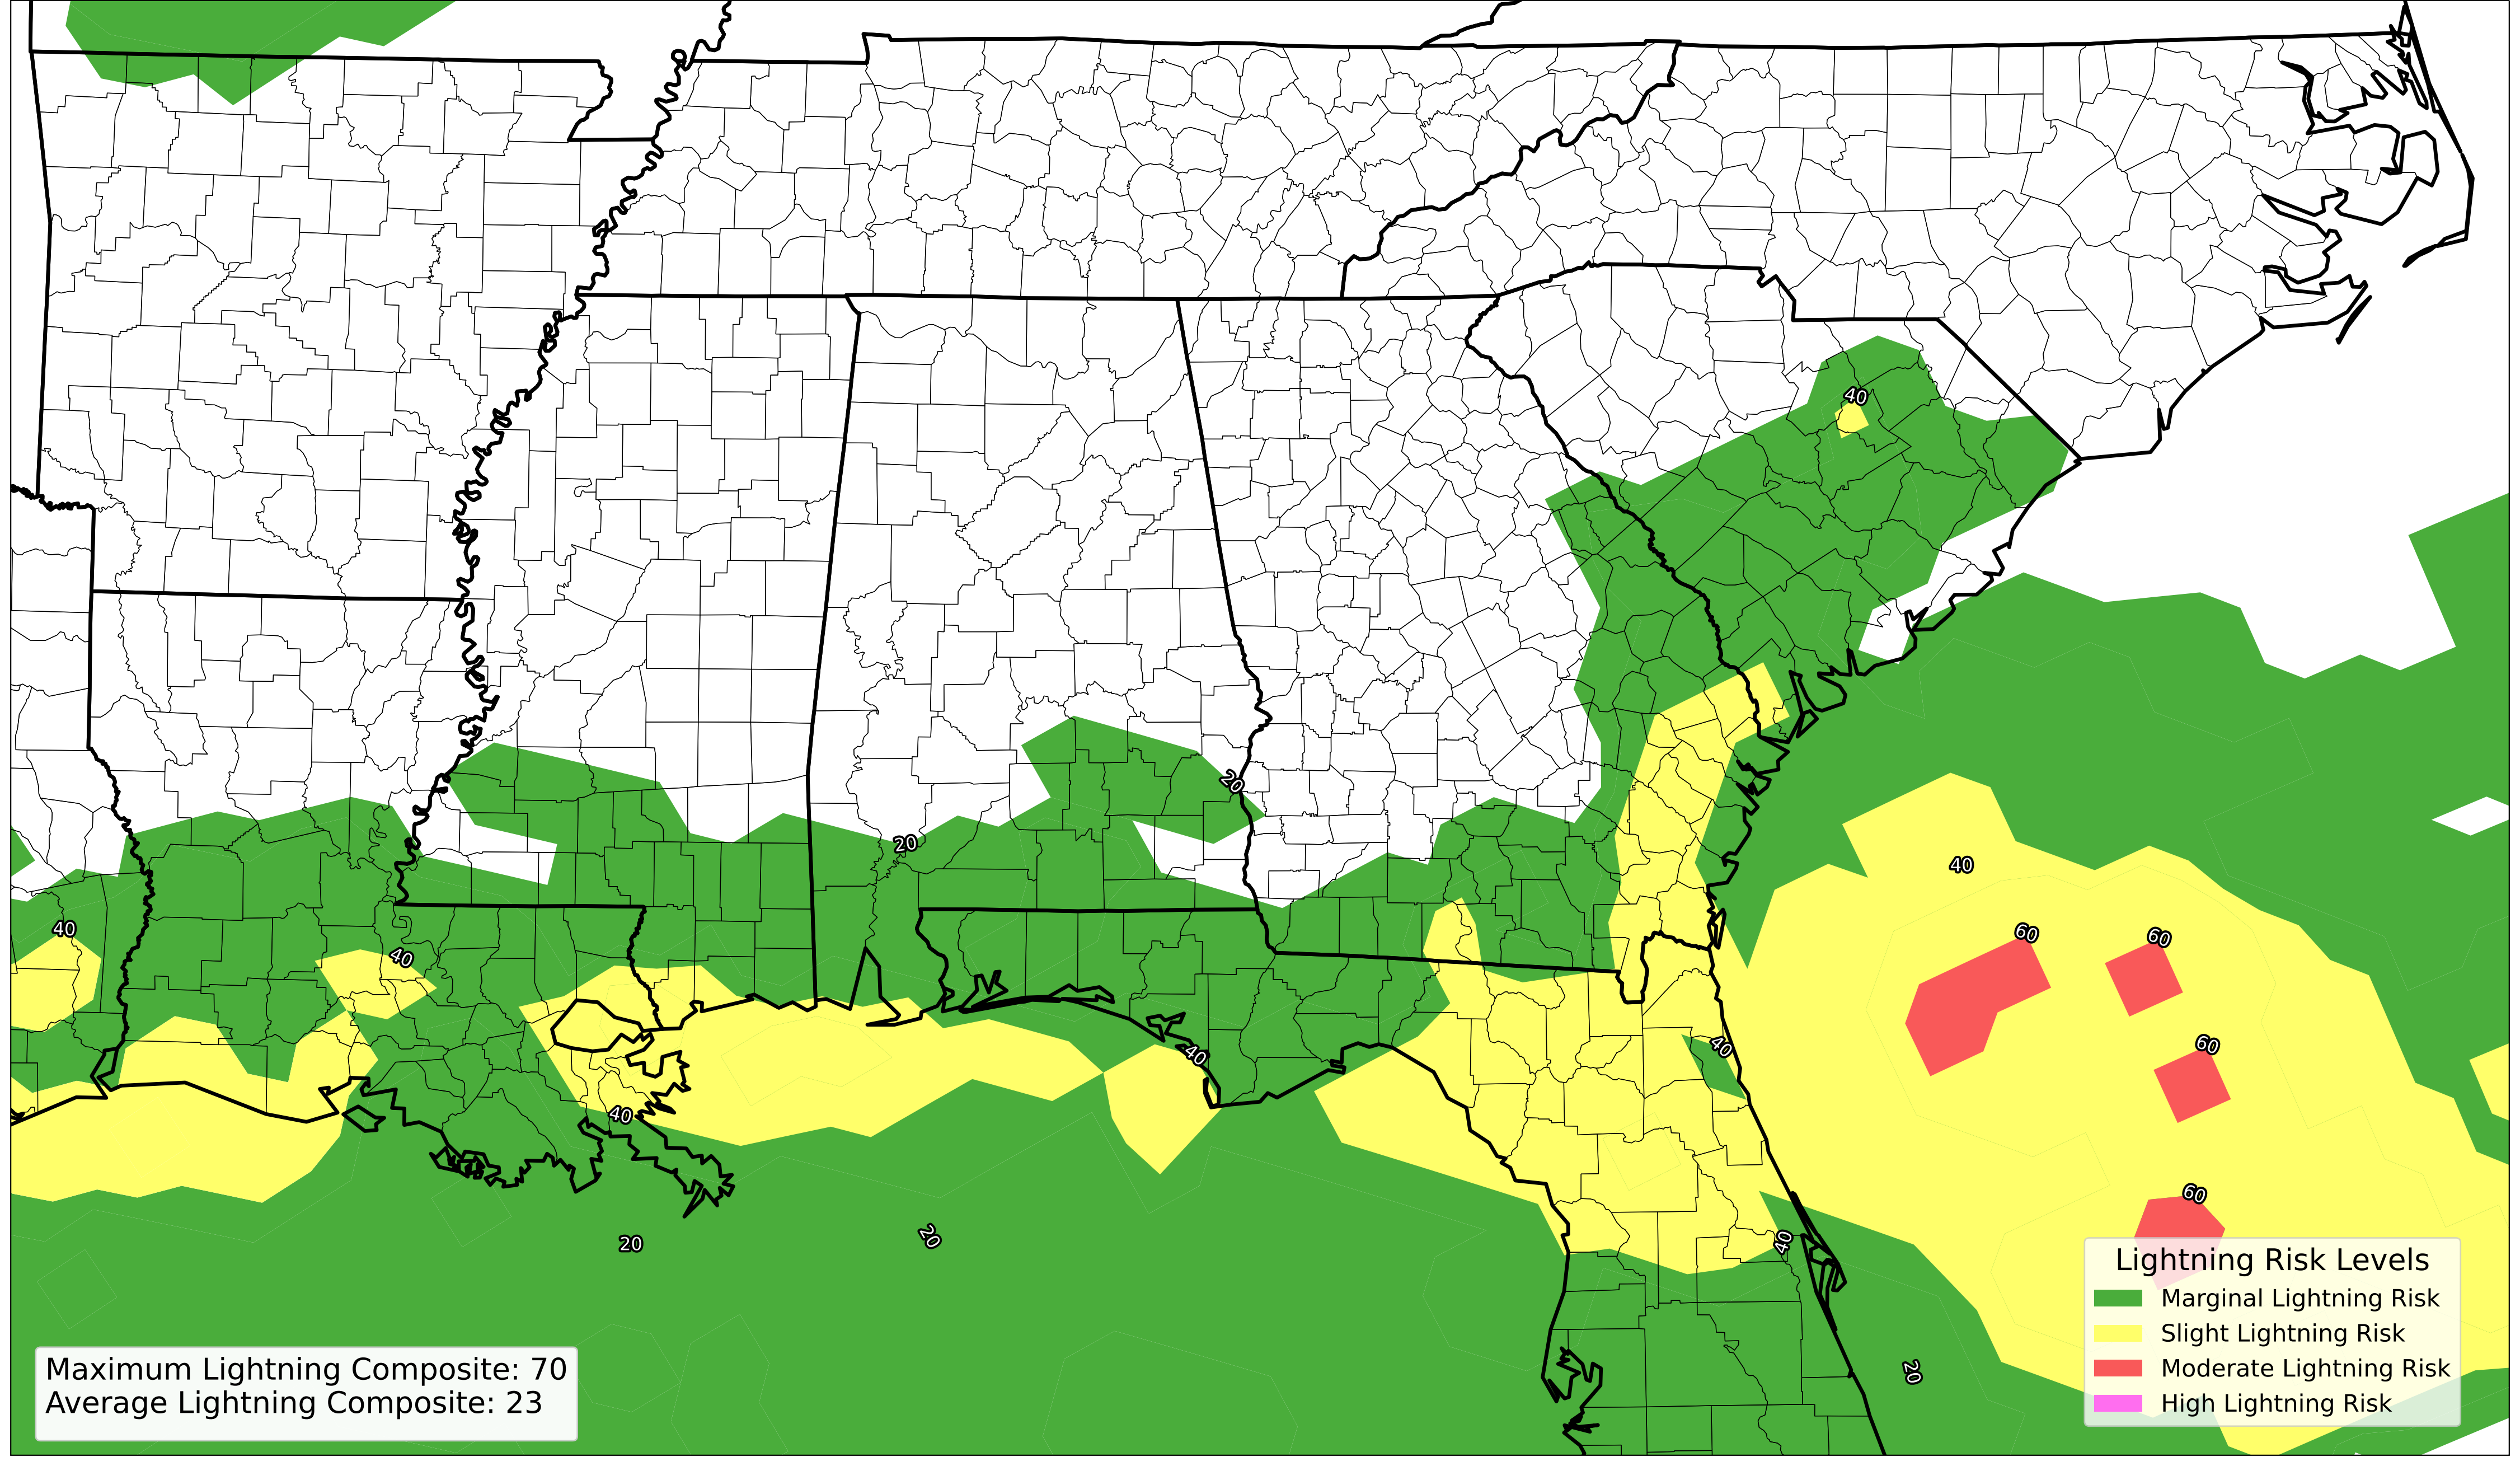 40
20
20
40
40
40
60
60
40
40
60
40
60
20
20
40
20
Lightning Risk Levels
Marginal Lightning Risk
Slight Lightning Risk
Moderate Lightning Risk
High Lightning Risk
Maximum Lightning Composite: 70
Average Lightning Composite: 23